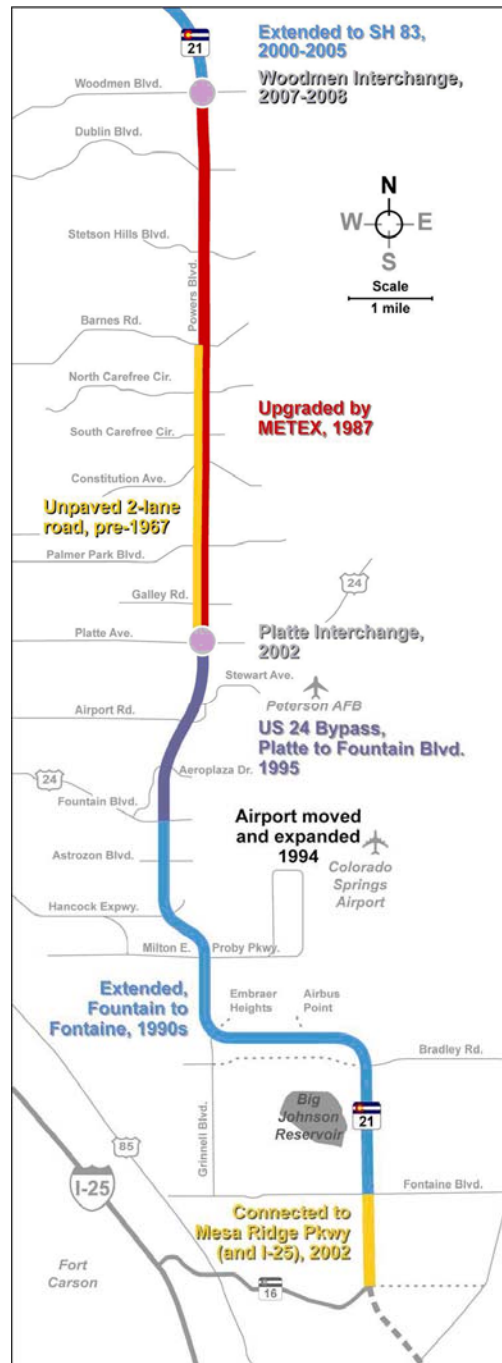 Extended to SH 83,
2000-2005
21
Woodmen Blvd.
Woodmen Interchange,
2007-2008
Dublin Blvd.
N
W E
S
Stetson Hills Blvd.
Powers Blvd.
Scale
1 mile
Barnes Rd.
North Carefree Cir.
Upgraded by
METEX, 1987
South Carefree Cir.
Constitution Ave.
Unpaved 2-lane
road, pre-1967
Palmer Park Blvd.
24
Galley Rd.
Platte Ave.
Platte Interchange,
2002
Stewart Ave.
Peterson AFB
Airport Rd.
US 24 Bypass,
Platte to Fountain Blvd.
1995
24
Aeroplaza Dr.
Fountain Blvd.
Airport moved
and expanded
1994
Astrozon Blvd.
Colorado
Springs
Airport
Hancock Expwy.
Milton E. Proby Pkwy.
Extended,
Fountain to
Fontaine, 1990s
Embraer
Heights
Airbus
Point
Bradley Rd.
Grinnell Blvd.
Big
Johnson
Reservoir
21
85
I-25
Fontaine Blvd.
Connected to
Mesa Ridge Pkwy
(and I-25), 2002
Fort
Carson
16